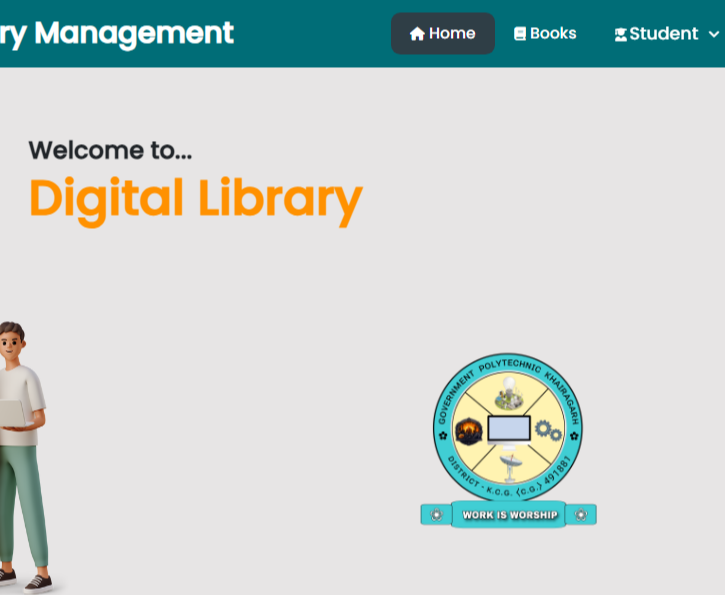 ry Management
Home
Books
Student
Welcome to...
Digital Library
GOVERNMENT POLYTECHNIC KHAIRAGARH
DISTRICT - K.C.G. (C.G.) 491881
WORK IS WORSHIP